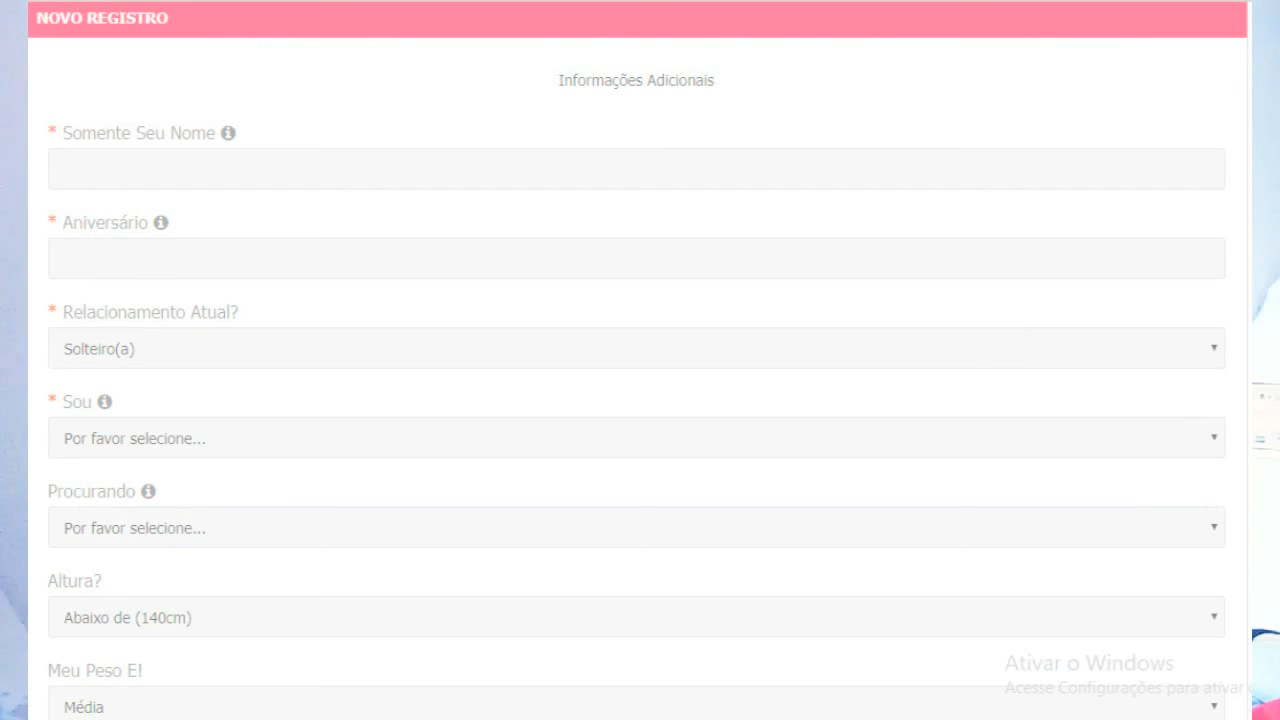 NOVO REGISTRO
Informações Adicionais
* Somente Seu Nome
* Aniversário
* Relacionamento Atual?
Solteiro(a)
* Sou
Por favor selecione...
Procurando
Por favor selecione...
Altura?
Abaixo de (140cm)
Meu Peso E!
Média
Ativar o Windows
Acesse Configurações para ativar